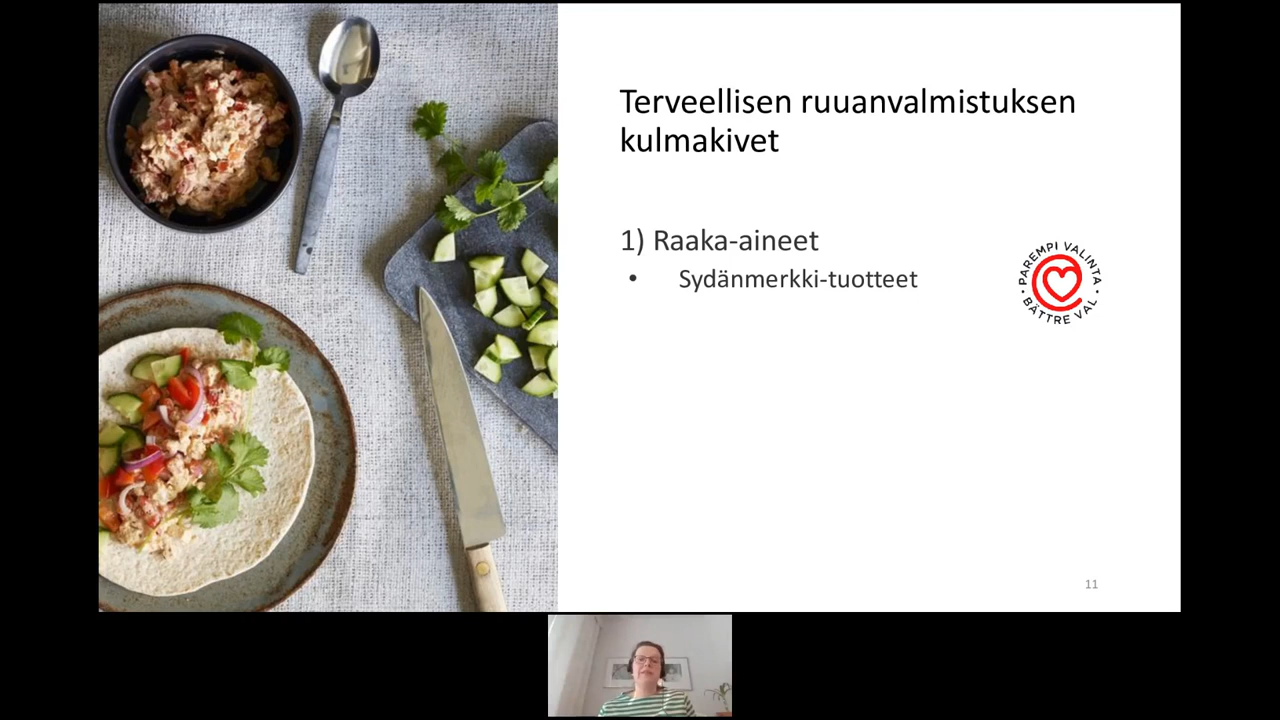 Terveellisen ruuanvalmistuksen
kulmakivet
1) Raaka-aineet
• Sydänmerkki-tuotteet
PAREMPI VALINTA
• BÄTTRE VAL •
11